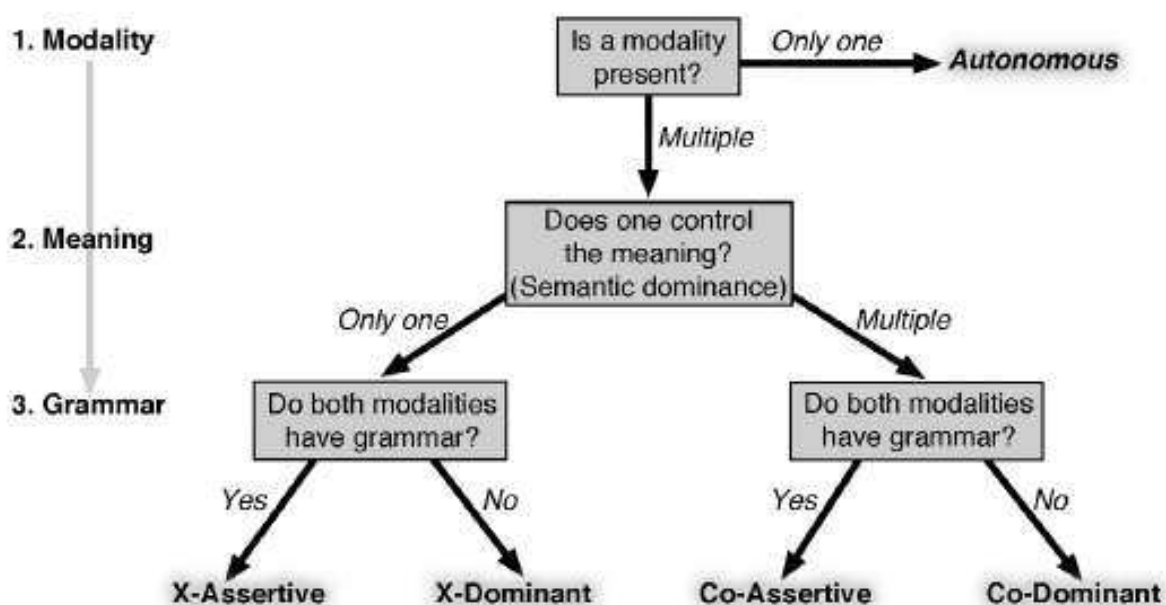 1. Modality
Is a modality
present?
Only one
Autonomous
Multiple
2. Meaning
Does one control
the meaning?
(Semantic dominance)
Only one
Multiple
3. Grammar
Do both modalities
have grammar?
Do both modalities
have grammar?
Yes
No
Yes
No
X-Assertive
X-Dominant
Co-Assertive
Co-Dominant